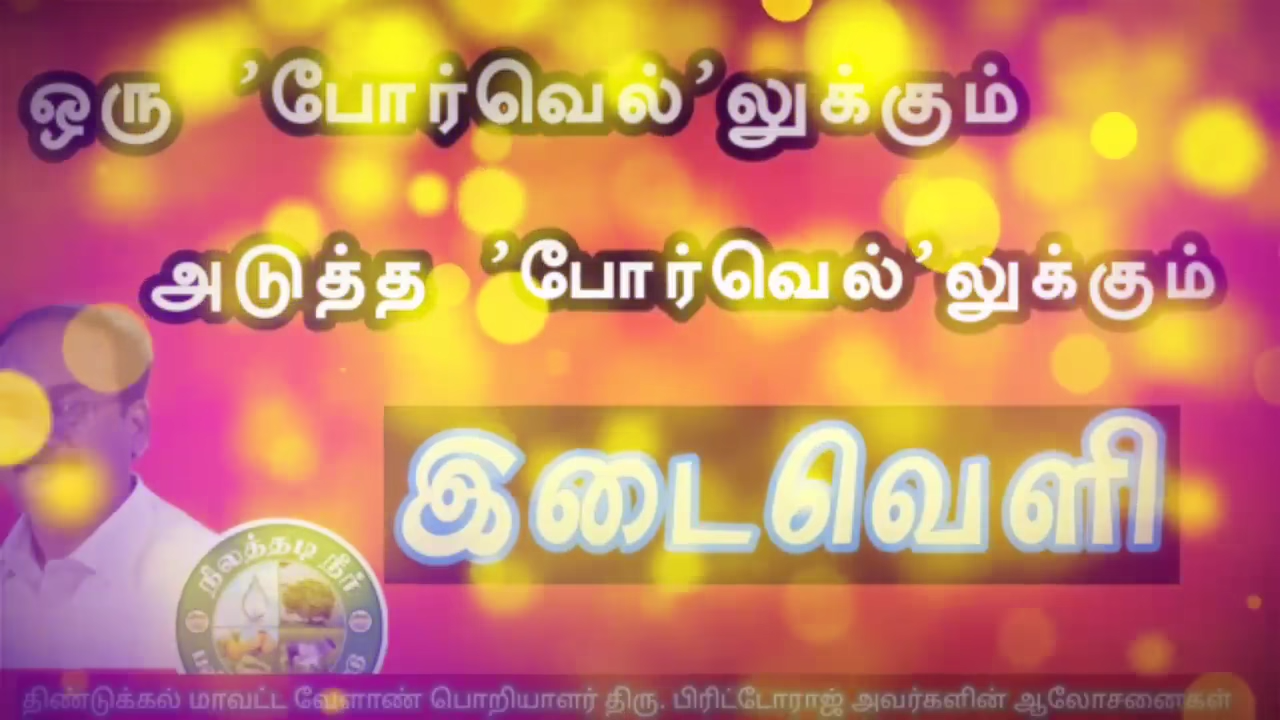 ஒரு 'போர்வெல்'லுக்கும்
அடுத்த 'போர்வெல்'லுக்கும்
இடைவெளி
நிலத்தடி நீர்
திண்டுக்கல் மாவட்ட வேளாண் பொறியாளர் திரு. பிரிட்டோராஜ் அவர்களின் ஆலோசனைகள்